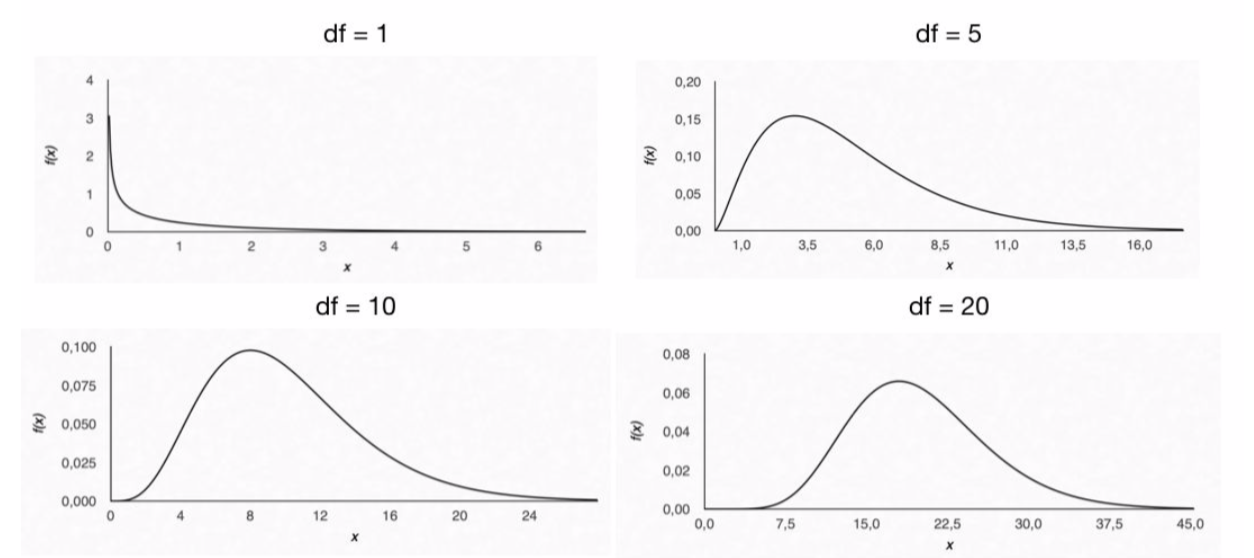 df = 1
4
3
2
1
0
f(x)
0 1 2 3 4 5 6
x
df = 5
0,20
0,15
0,10
0,05
0,00
f(x)
1,0 3,5 6,0 8,5 11,0 13,5 16,0
x
df = 10
0,100
0,075
0,050
0,025
0,000
f(x)
0 4 8 12 16 20 24
x
df = 20
0,08
0,06
0,04
0,02
0,00
f(x)
0,0 7,5 15,0 22,5 30,0 37,5 45,0
x